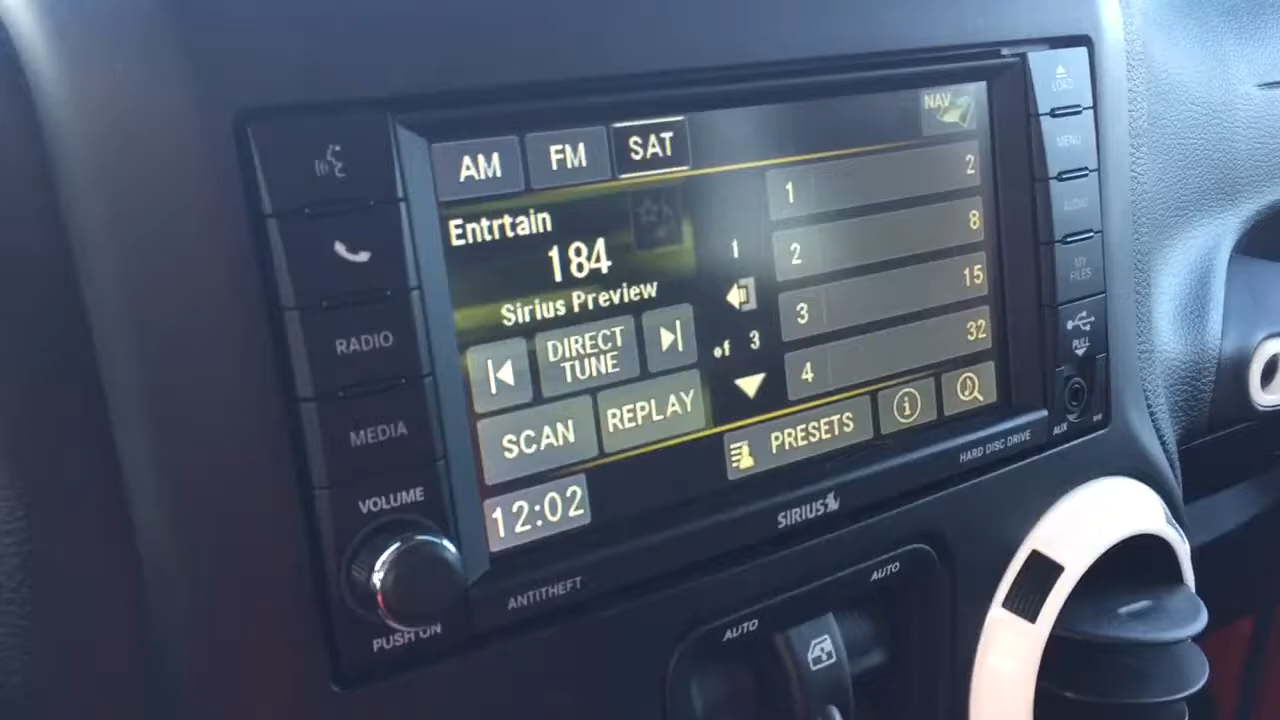 AM FM SAT NAV
Entrtain
184
Sirius Preview
DIRECT
TUNE
SCAN REPLAY
12:02
1
of 3
1 2
2 8
3 15
4 32
PRESETS
i
RADIO
MEDIA
VOLUME
PUSH ON
ANTITHEFT
SIRIUS
HARD DISC DRIVE
LOAD
MENU
AUDIO
MY
FILES
PULL
AUX
AUTO
AUTO